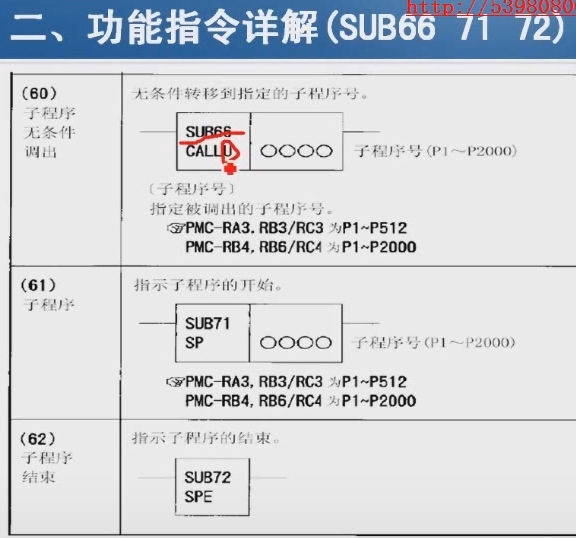 http://5398080
二、功能指令详解(SUB66 71 72)
(60)
子程序
无条件
调出
无条件转移到指定的子程序号。
SUB66
CALLU
○○○○
子程序号(P1～P2000)
〔子程序号〕
指定被调出的子程序号。
☞PMC-RA3, RB3/RC3 为P1~P512
PMC-RB4, RB6/RC4 为P1~P2000
(61)
子程序
指示子程序的开始。
SUB71
SP
○○○○
子程序号(P1～P2000)
☞PMC-RA3, RB3/RC3 为P1~P512
PMC-RB4, RB6/RC4 为P1~P2000
(62)
子程序
结束
指示子程序的结束。
SUB72
SPE